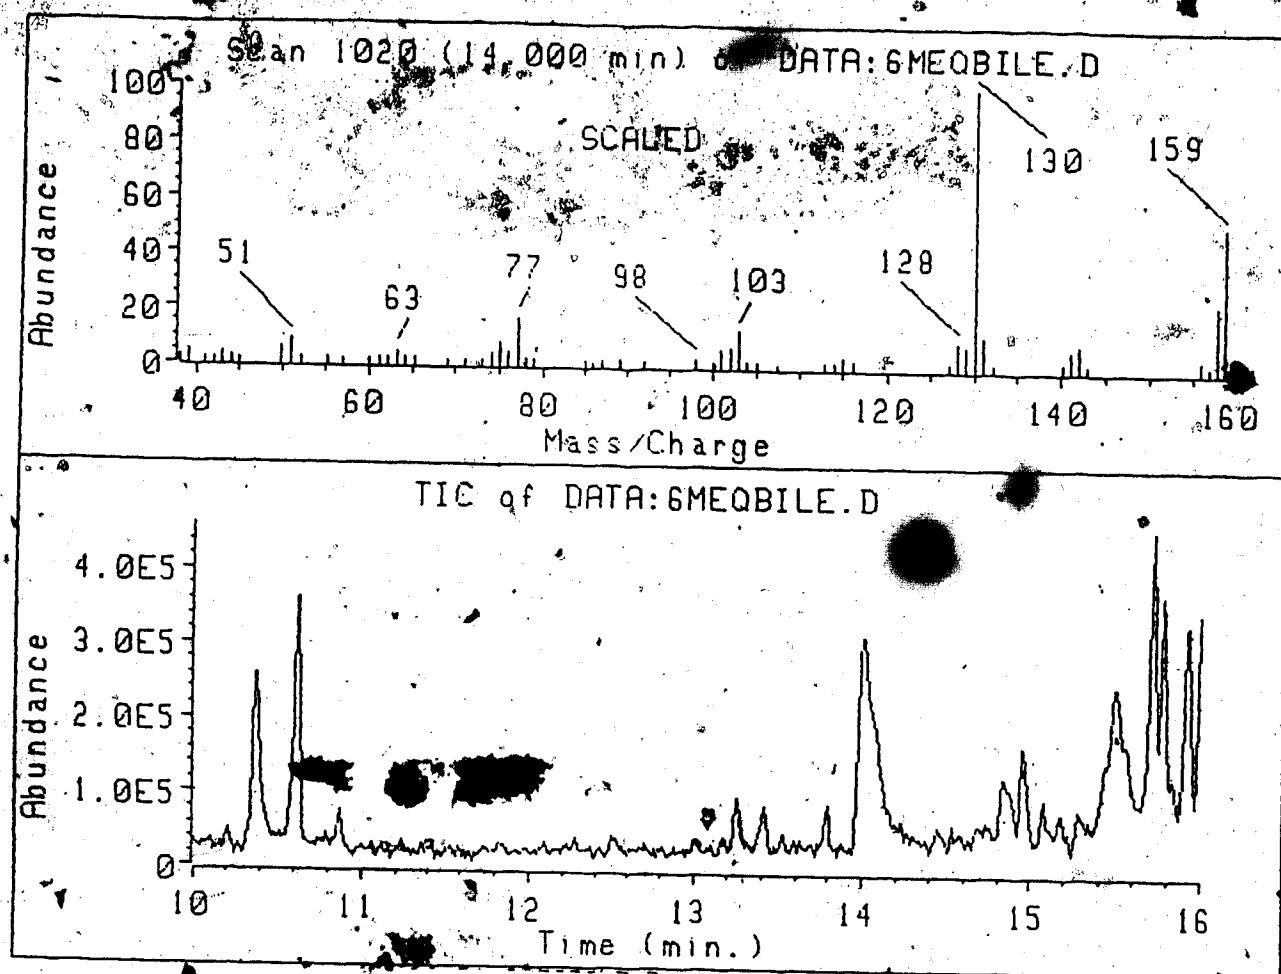 Scan 1020 (14.000 min) of DATA:6MEQBILE.D
SCALED
Abundance
100
80
60
40
20
0
51
63
77
98
103
128
130
159
40 60 80 100 120 140 160
Mass/Charge
TIC of DATA:6MEQBILE.D
Abundance
4.0E5
3.0E5
2.0E5
1.0E5
0
10 11 12 13 14 15 16
Time (min.)